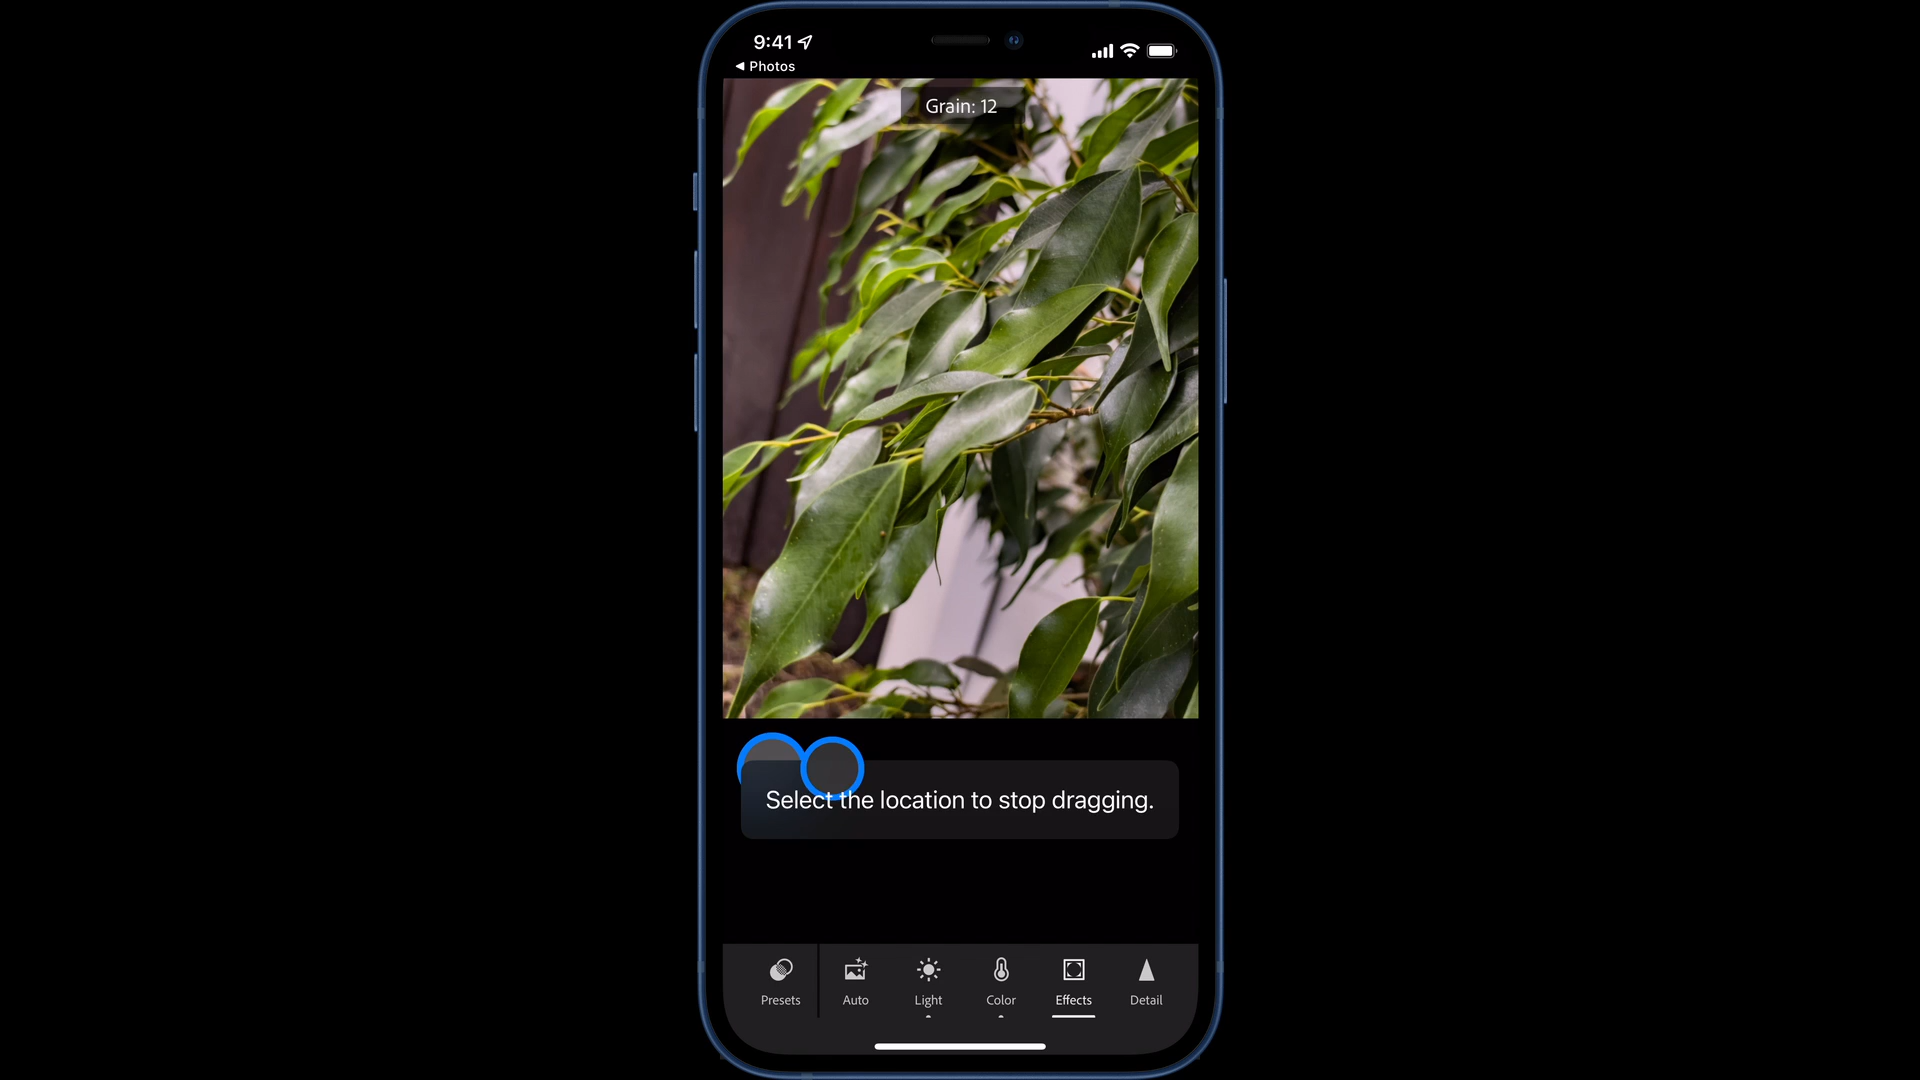 9:41
◀ Photos
Grain: 12
Select the location to stop dragging.
Presets
Auto
Light
Color
Effects
Detail